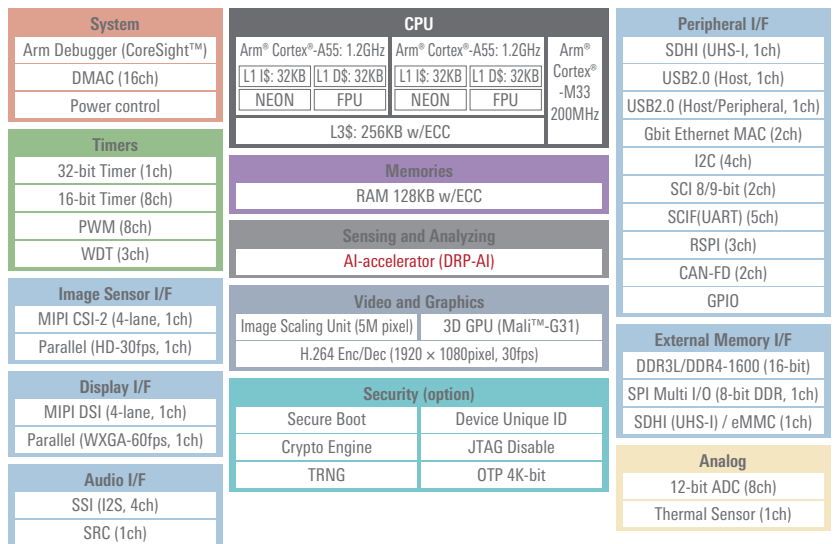 System
Arm Debugger (CoreSight™)
DMAC (16ch)
Power control
Timers
32-bit Timer (1ch)
16-bit Timer (8ch)
PWM (8ch)
WDT (3ch)
Image Sensor I/F
MIPI CSI-2 (4-lane, 1ch)
Parallel (HD-30fps, 1ch)
Display I/F
MIPI DSI (4-lane, 1ch)
Parallel (WXGA-60fps, 1ch)
Audio I/F
SSI (I2S, 4ch)
SRC (1ch)
CPU
Arm® Cortex®-A55: 1.2GHz
L1 I$: 32KB L1 D$: 32KB
NEON FPU
Arm® Cortex®-A55: 1.2GHz
L1 I$: 32KB L1 D$: 32KB
NEON FPU
L3$: 256KB w/ECC
Arm®
Cortex®
-M33
200MHz
Memories
RAM 128KB w/ECC
Sensing and Analyzing
AI-accelerator (DRP-AI)
Video and Graphics
Image Scaling Unit (5M pixel) 3D GPU (Mali™-G31)
H.264 Enc/Dec (1920 × 1080pixel, 30fps)
Security (option)
Secure Boot Device Unique ID
Crypto Engine JTAG Disable
TRNG OTP 4K-bit
Peripheral I/F
SDHI (UHS-I, 1ch)
USB2.0 (Host, 1ch)
USB2.0 (Host/Peripheral, 1ch)
Gbit Ethernet MAC (2ch)
I2C (4ch)
SCI 8/9-bit (2ch)
SCIF(UART) (5ch)
RSPI (3ch)
CAN-FD (2ch)
GPIO
External Memory I/F
DDR3L/DDR4-1600 (16-bit)
SPI Multi I/O (8-bit DDR, 1ch)
SDHI (UHS-I) / eMMC (1ch)
Analog
12-bit ADC (8ch)
Thermal Sensor (1ch)